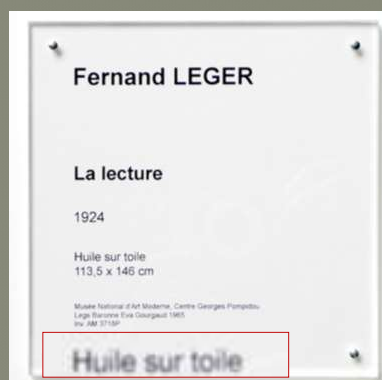 Fernand LEGER
La lecture
1924
Huile sur toile
113,5 x 146 cm
Musée National d'Art Moderne, Centre Georges Pompidou
Legs Baronne Eva Gourgaud 1965
Inv. AM 3718P
Huile sur toile